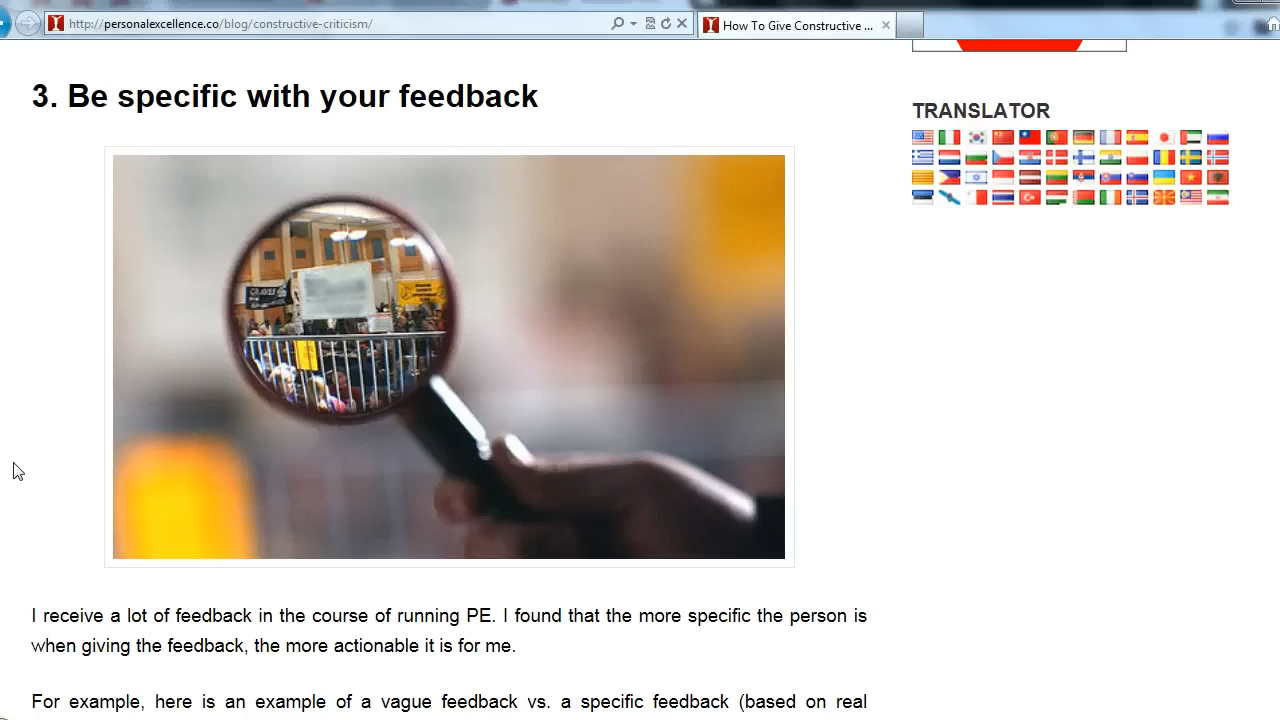 http://personalexcellence.co/blog/constructive-criticism/
How To Give Constructive ...
3. Be specific with your feedback
TRANSLATOR
I receive a lot of feedback in the course of running PE. I found that the more specific the person is
when giving the feedback, the more actionable it is for me.
For example, here is an example of a vague feedback vs. a specific feedback (based on real